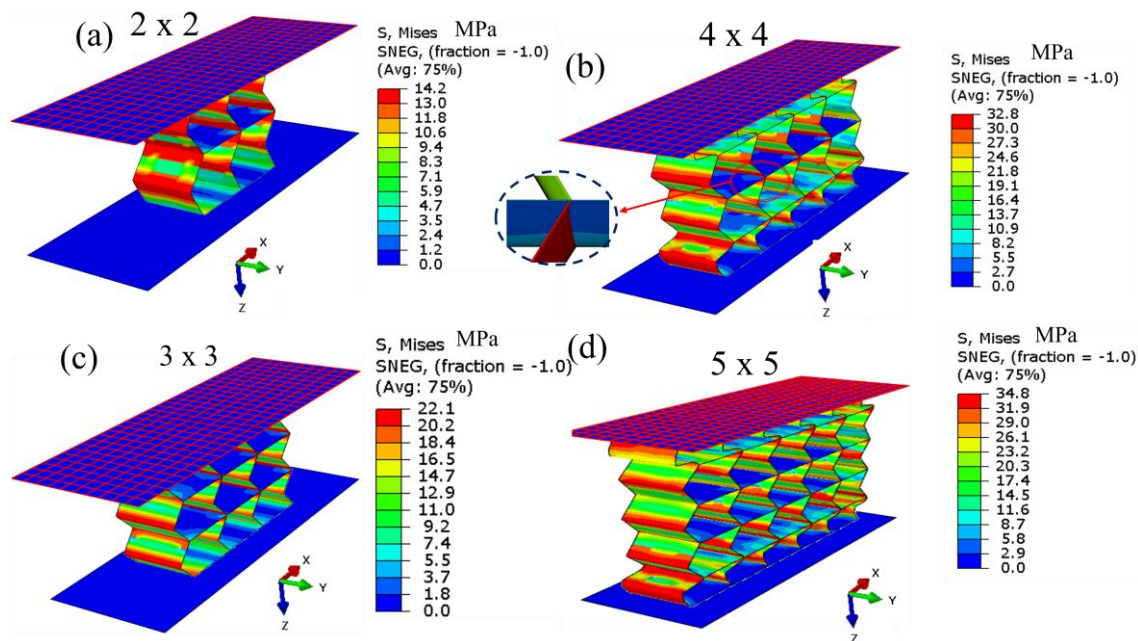 (a)
2 x 2
S, Mises MPa
SNEG, (fraction = -1.0)
(Avg: 75%)
14.2
13.0
11.8
10.6
9.4
8.3
7.1
5.9
4.7
3.5
2.4
1.2
0.0
X
Y
Z
(b)
4 x 4
S, Mises MPa
SNEG, (fraction = -1.0)
(Avg: 75%)
32.8
30.0
27.3
24.6
21.8
19.1
16.4
13.7
10.9
8.2
5.5
2.7
0.0
X
Y
Z
(c)
3 x 3
S, Mises MPa
SNEG, (fraction = -1.0)
(Avg: 75%)
22.1
20.2
18.4
16.5
14.7
12.9
11.0
9.2
7.4
5.5
3.7
1.8
0.0
X
Y
Z
(d)
5 x 5
S, Mises MPa
SNEG, (fraction = -1.0)
(Avg: 75%)
34.8
31.9
29.0
26.1
23.2
20.3
17.4
14.5
11.6
8.7
5.8
2.9
0.0
X
Y
Z